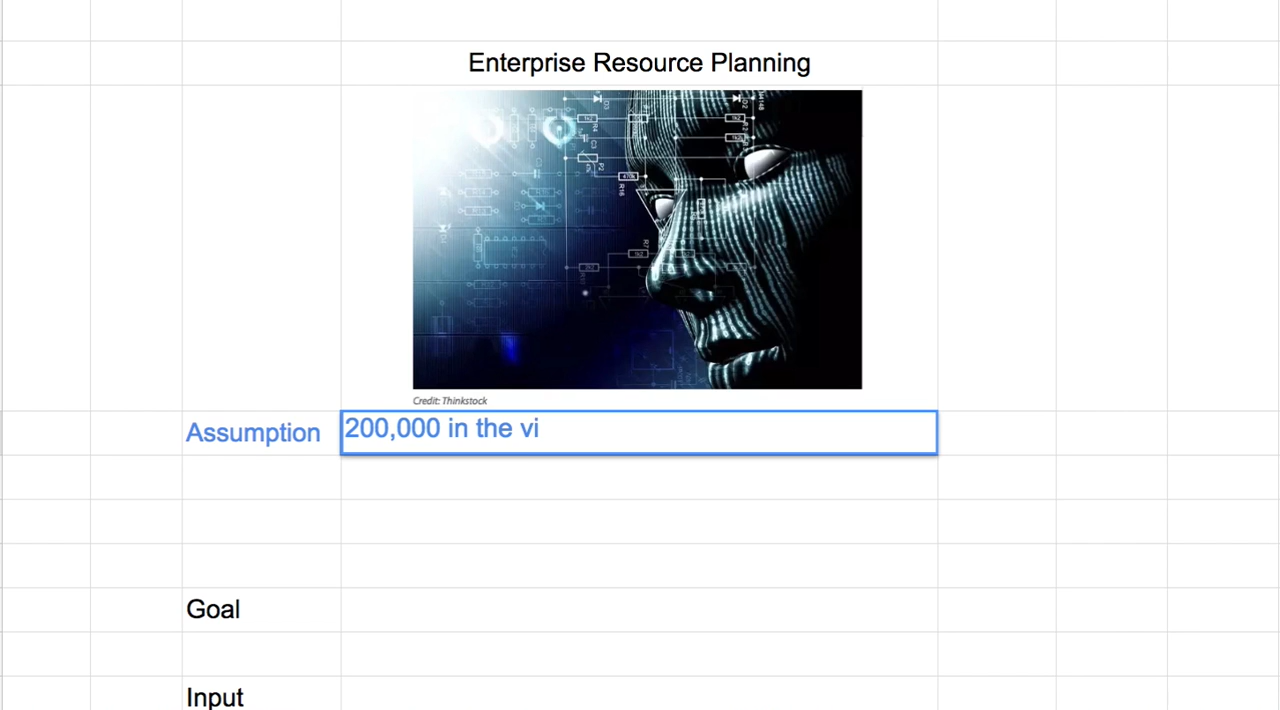 Enterprise Resource Planning
Credit: Thinkstock
Assumption 200,000 in the vi
Goal
Input